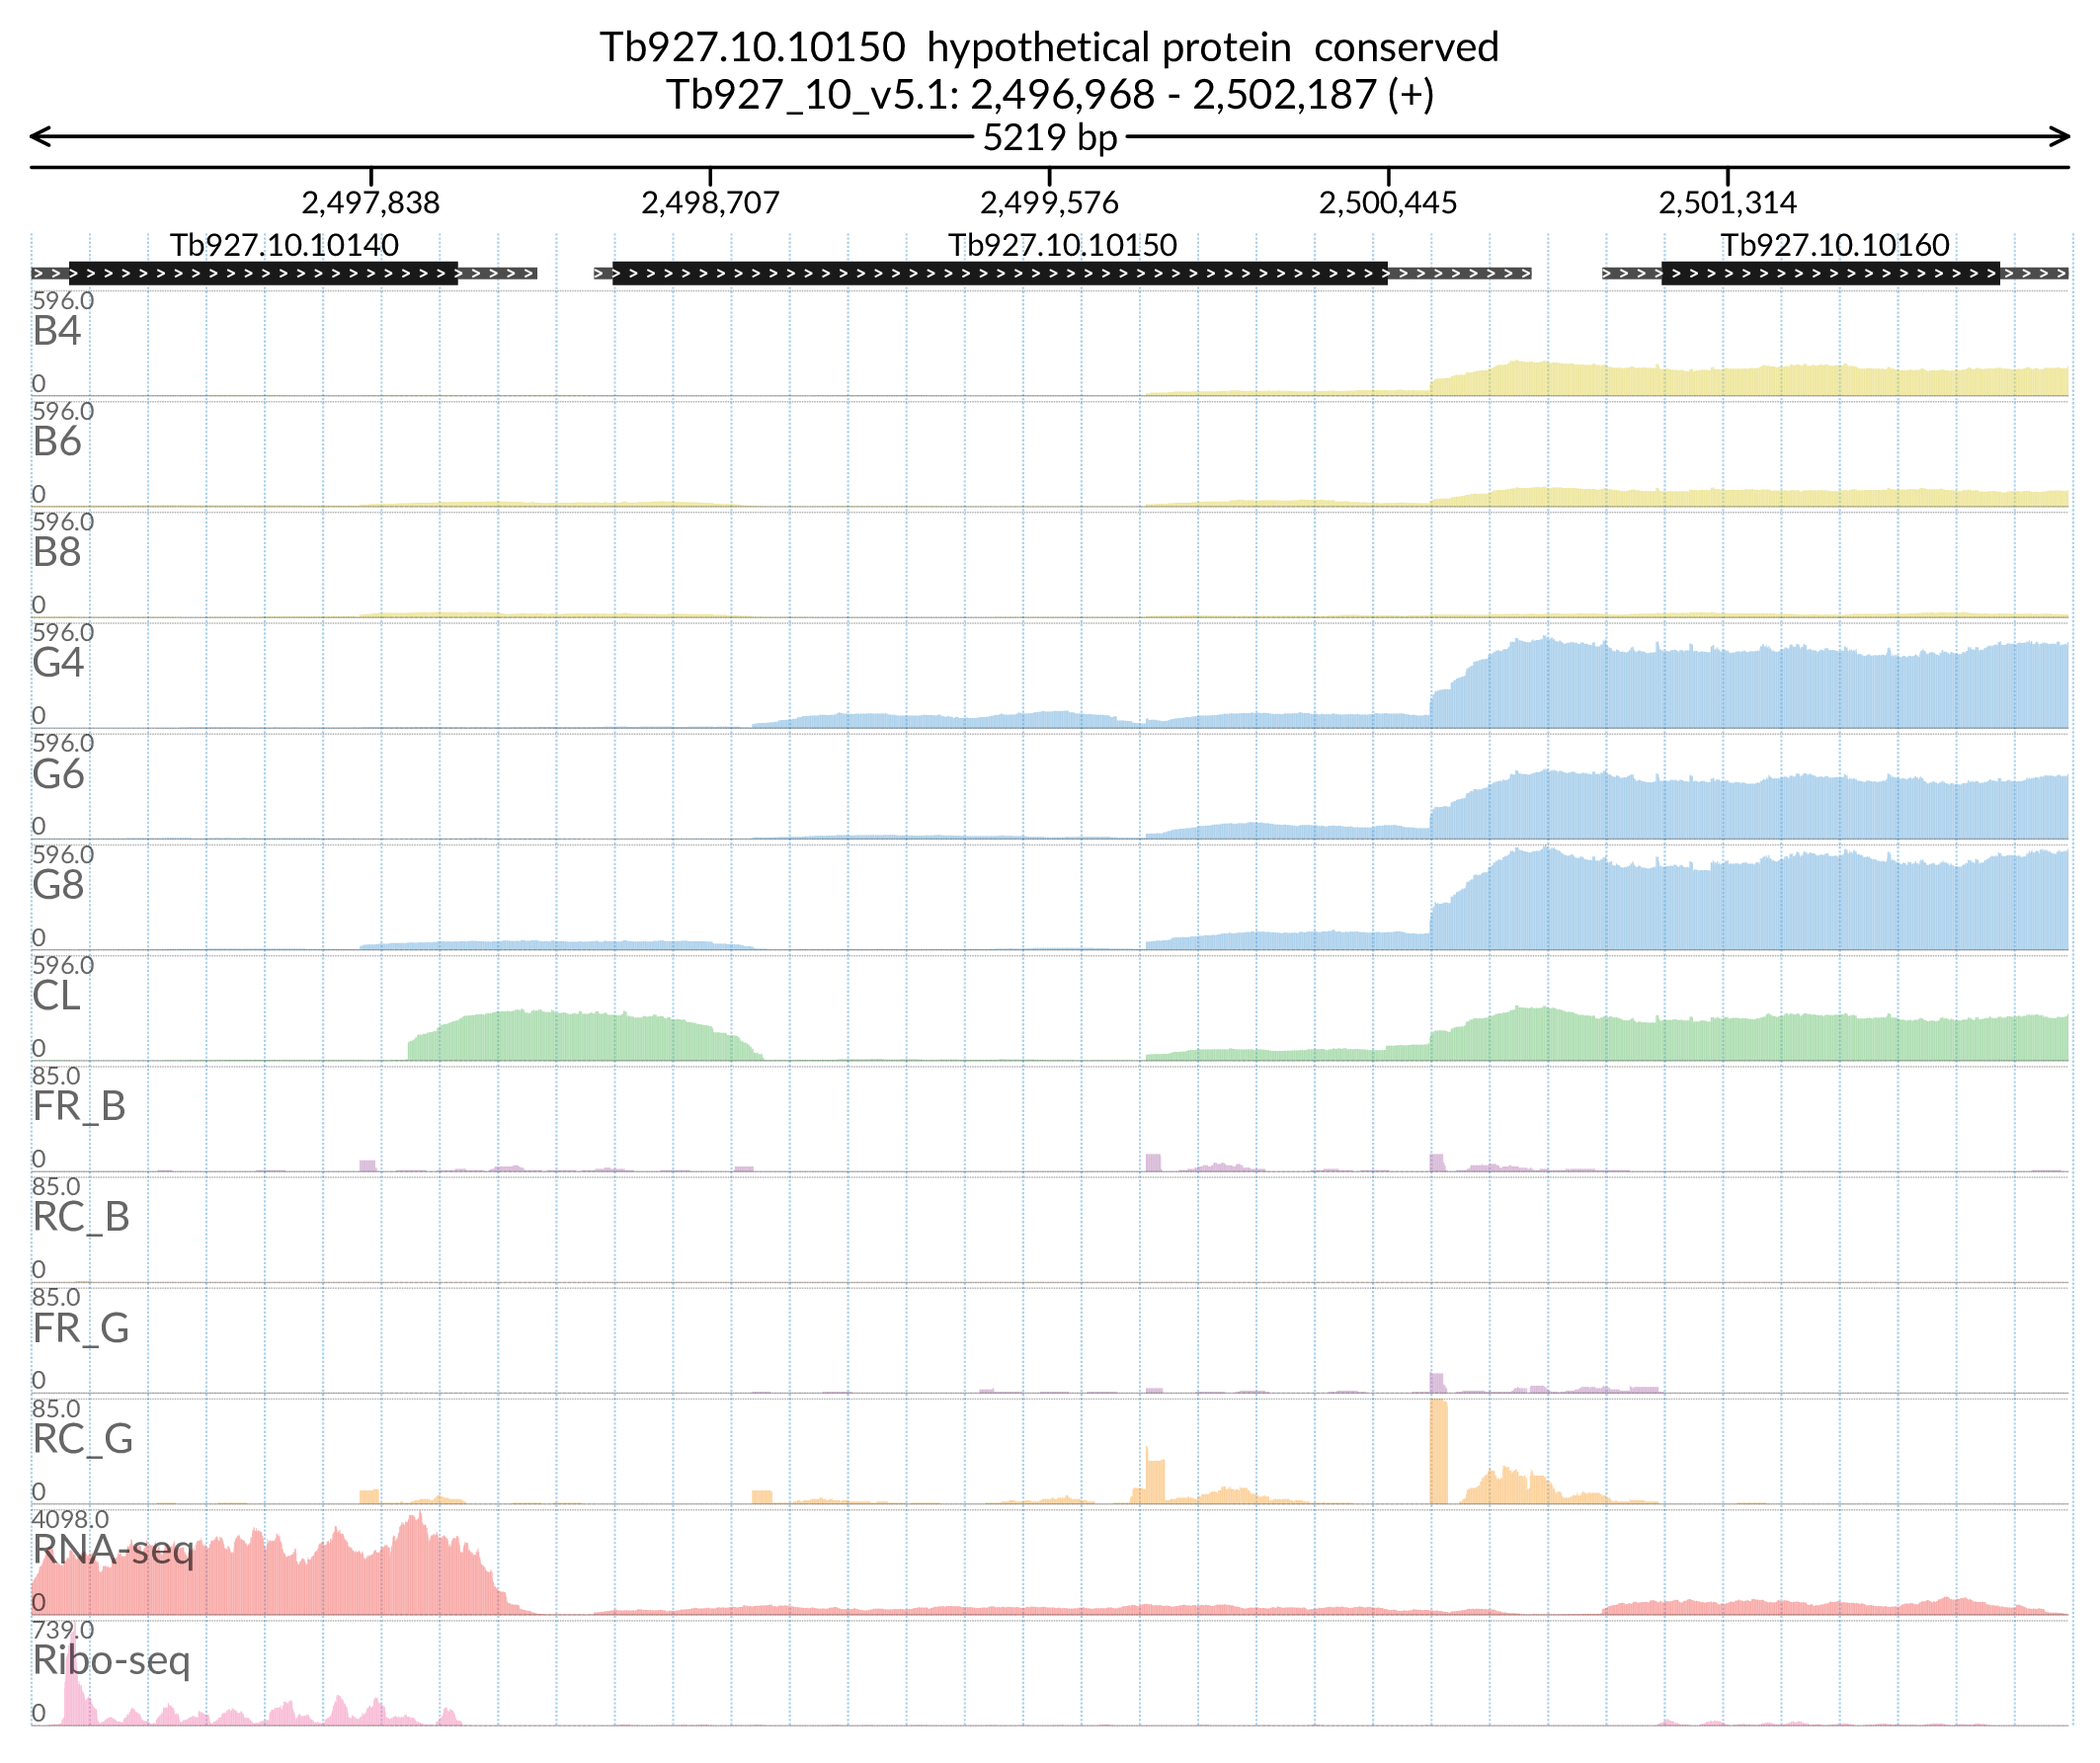 Tb927.10.10150  hypothetical protein  conserved
Tb927_10_v5.1: 2,496,968 - 2,502,187 (+)
5219 bp
2,497,838 2,498,707 2,499,576 2,500,445 2,501,314
Tb927.10.10140 Tb927.10.10150 Tb927.10.10160
596.0
B4
0
596.0
B6
0
596.0
B8
0
596.0
G4
0
596.0
G6
0
596.0
G8
0
596.0
CL
0
85.0
FR_B
0
85.0
RC_B
0
85.0
FR_G
0
85.0
RC_G
0
4098.0
RNA-seq
0
739.0
Ribo-seq
0